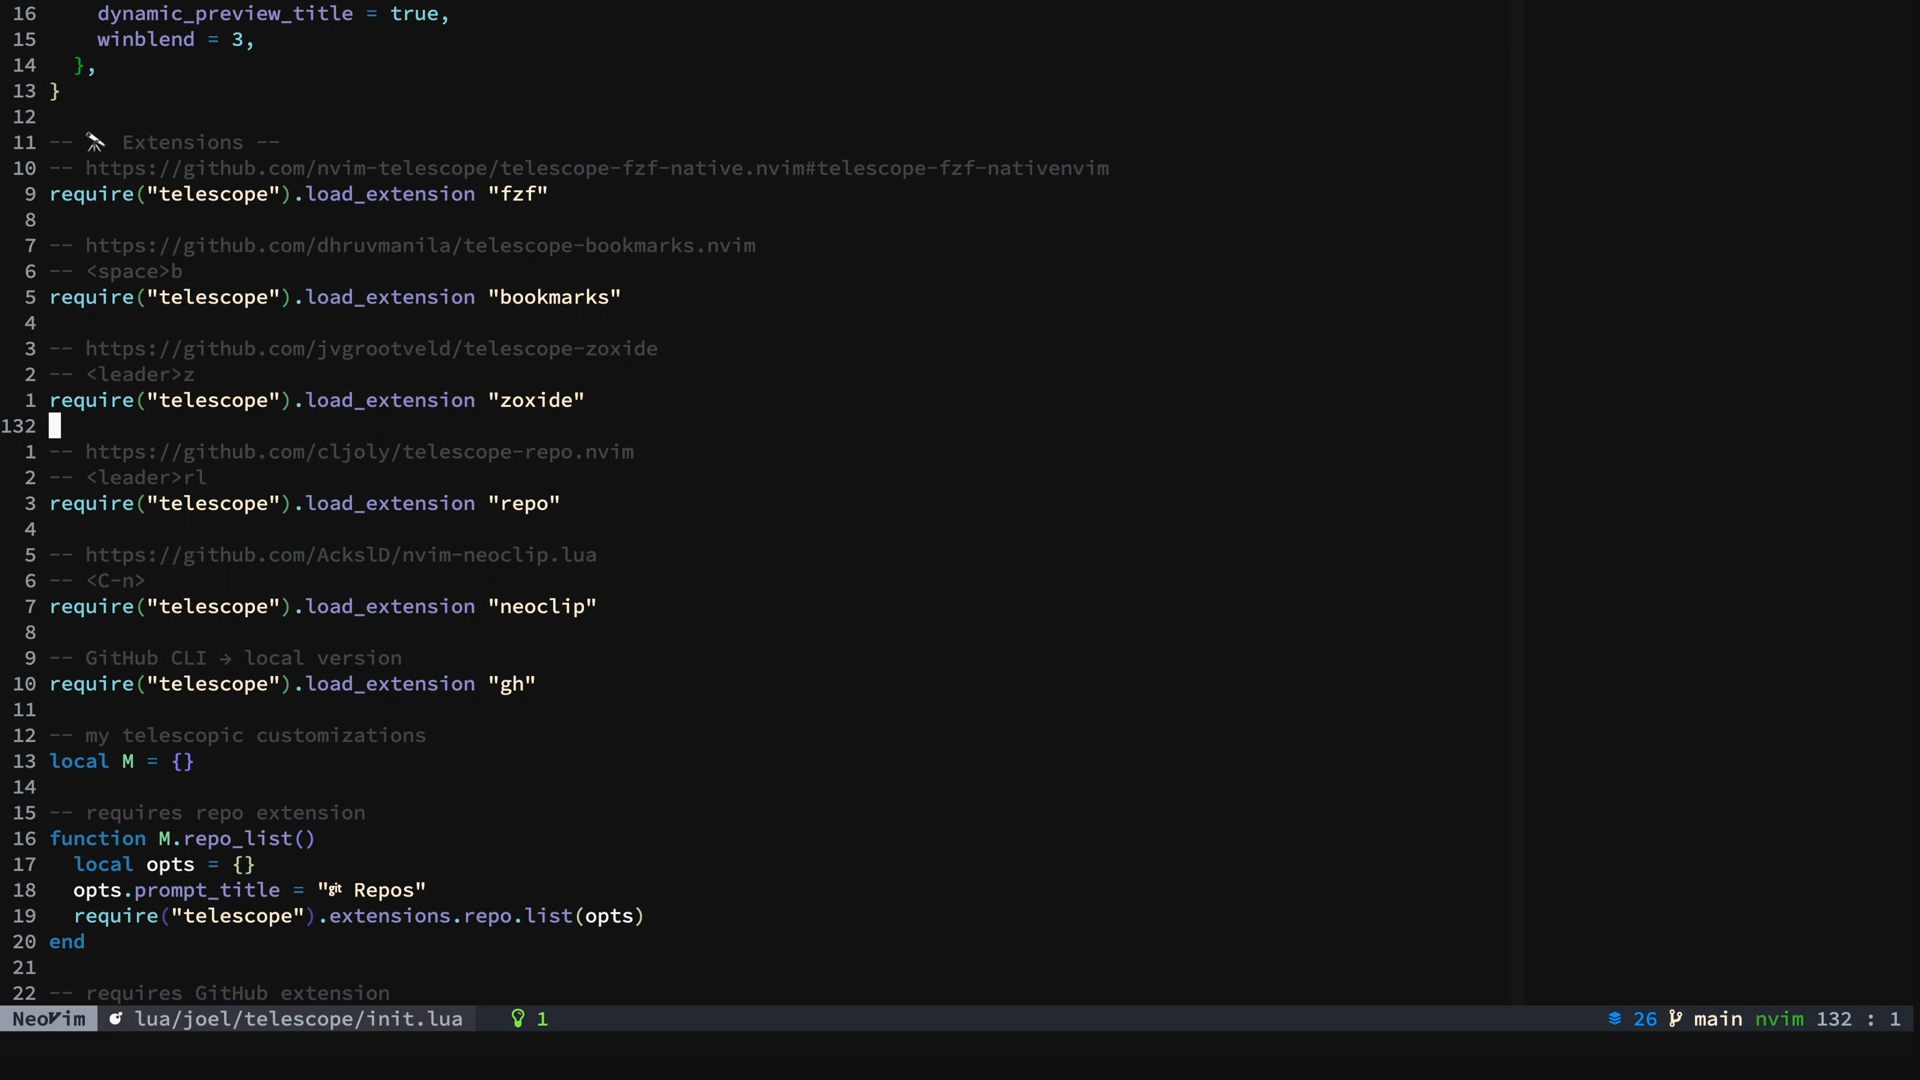 16     dynamic_preview_title = true,
15     winblend = 3,
14   },
13 }
12
11 -- 🔭 Extensions --
10 -- https://github.com/nvim-telescope/telescope-fzf-native.nvim#telescope-fzf-nativenvim
9 require("telescope").load_extension "fzf"
8
7 -- https://github.com/dhruvmanila/telescope-bookmarks.nvim
6 -- <space>b
5 require("telescope").load_extension "bookmarks"
4
3 -- https://github.com/jvgrootveld/telescope-zoxide
2 -- <leader>z
1 require("telescope").load_extension "zoxide"
132
1 -- https://github.com/cljoly/telescope-repo.nvim
2 -- <leader>rl
3 require("telescope").load_extension "repo"
4
5 -- https://github.com/AckslD/nvim-neoclip.lua
6 -- <C-n>
7 require("telescope").load_extension "neoclip"
8
9 -- GitHub CLI → local version
10 require("telescope").load_extension "gh"
11
12 -- my telescopic customizations
13 local M = {}
14
15 -- requires repo extension
16 function M.repo_list()
17   local opts = {}
18   opts.prompt_title = "git Repos"
19   require("telescope").extensions.repo.list(opts)
20 end
21
22 -- requires GitHub extension
NeoVim lua/joel/telescope/init.lua 1 26 main nvim 132 : 1